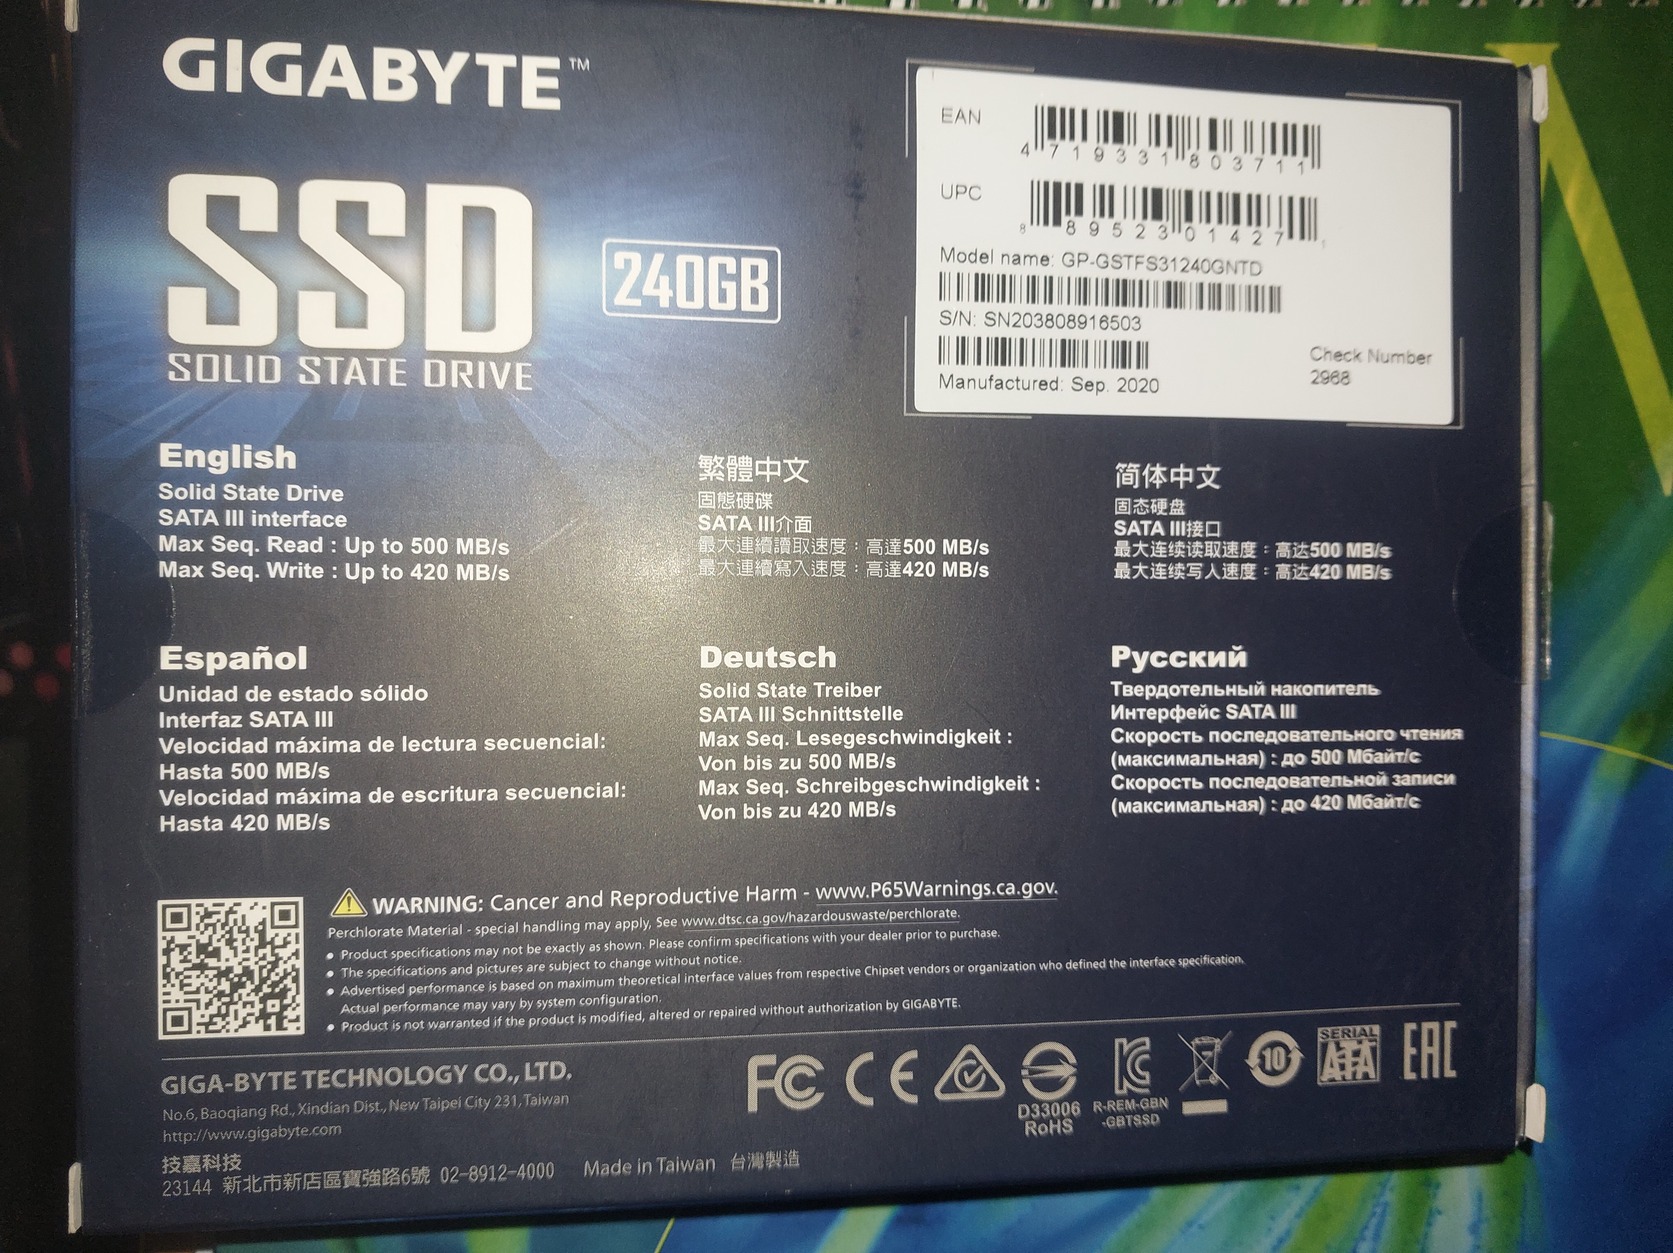 GIGABYTE™
SSD
SOLID STATE DRIVE
240GB
EAN
4 719331 803711
UPC
8 89523 01427
Model name: GP-GSTFS31240GNTD
S/N: SN203808916503
Manufactured: Sep. 2020
Check Number
2968
English
Solid State Drive
SATA III interface
Max Seq. Read : Up to 500 MB/s
Max Seq. Write : Up to 420 MB/s
繁體中文
固態硬碟
SATA III介面
最大連續讀取速度：高達500 MB/s
最大連續寫入速度：高達420 MB/s
简体中文
固态硬盘
SATA III接口
最大连续读取速度：高达500 MB/s
最大连续写入速度：高达420 MB/s
Español
Unidad de estado sólido
Interfaz SATA III
Velocidad máxima de lectura secuencial:
Hasta 500 MB/s
Velocidad máxima de escritura secuencial:
Hasta 420 MB/s
Deutsch
Solid State Treiber
SATA III Schnittstelle
Max Seq. Lesegeschwindigkeit :
Von bis zu 500 MB/s
Max Seq. Schreibgeschwindigkeit :
Von bis zu 420 MB/s
Русский
Твердотельный накопитель
Интерфейс SATA III
Скорость последовательного чтения
(максимальная) : до 500 Мбайт/с
Скорость последовательной записи
(максимальная) : до 420 Мбайт/с
WARNING: Cancer and Reproductive Harm - www.P65Warnings.ca.gov.
Perchlorate Material - special handling may apply, See www.dtsc.ca.gov/hazardouswaste/perchlorate.
• Product specifications may not be exactly as shown. Please confirm specifications with your dealer prior to purchase.
• The specifications and pictures are subject to change without notice.
• Advertised performance is based on maximum theoretical interface values from respective Chipset vendors or organization who defined the interface specification.
Actual performance may vary by system configuration.
• Product is not warranted if the product is modified, altered or repaired without authorization by GIGABYTE.
GIGA-BYTE TECHNOLOGY CO., LTD.
No.6, Baoqiang Rd., Xindian Dist., New Taipei City 231, Taiwan
http://www.gigabyte.com
技嘉科技
23144 新北市新店區寶強路6號 02-8912-4000 Made in Taiwan 台灣製造
FC CE
D33006
RoHS
R-REM-GBN
-GBTSSD
10
SERIAL
ATA
EAC